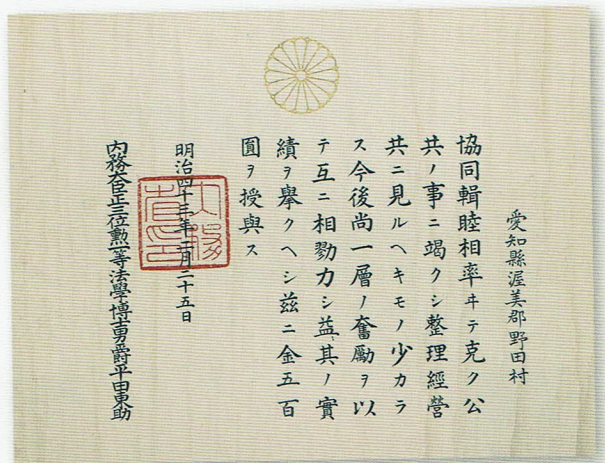 愛知縣渥美郡野田村
協同輯睦相率ヰテ克ク公
共ノ事ニ竭クシ整理經營
共ニ見ルヘキモノ少カラ
ス今後尚一層ノ奮勵ヲ以
テ互ニ相勠力シ益〻其ノ實
績ヲ擧クヘシ茲ニ金五百
圓ヲ授與ス
明治四十三年二月二十五日
內務大臣正三位勲一等法學博士男爵平田東助